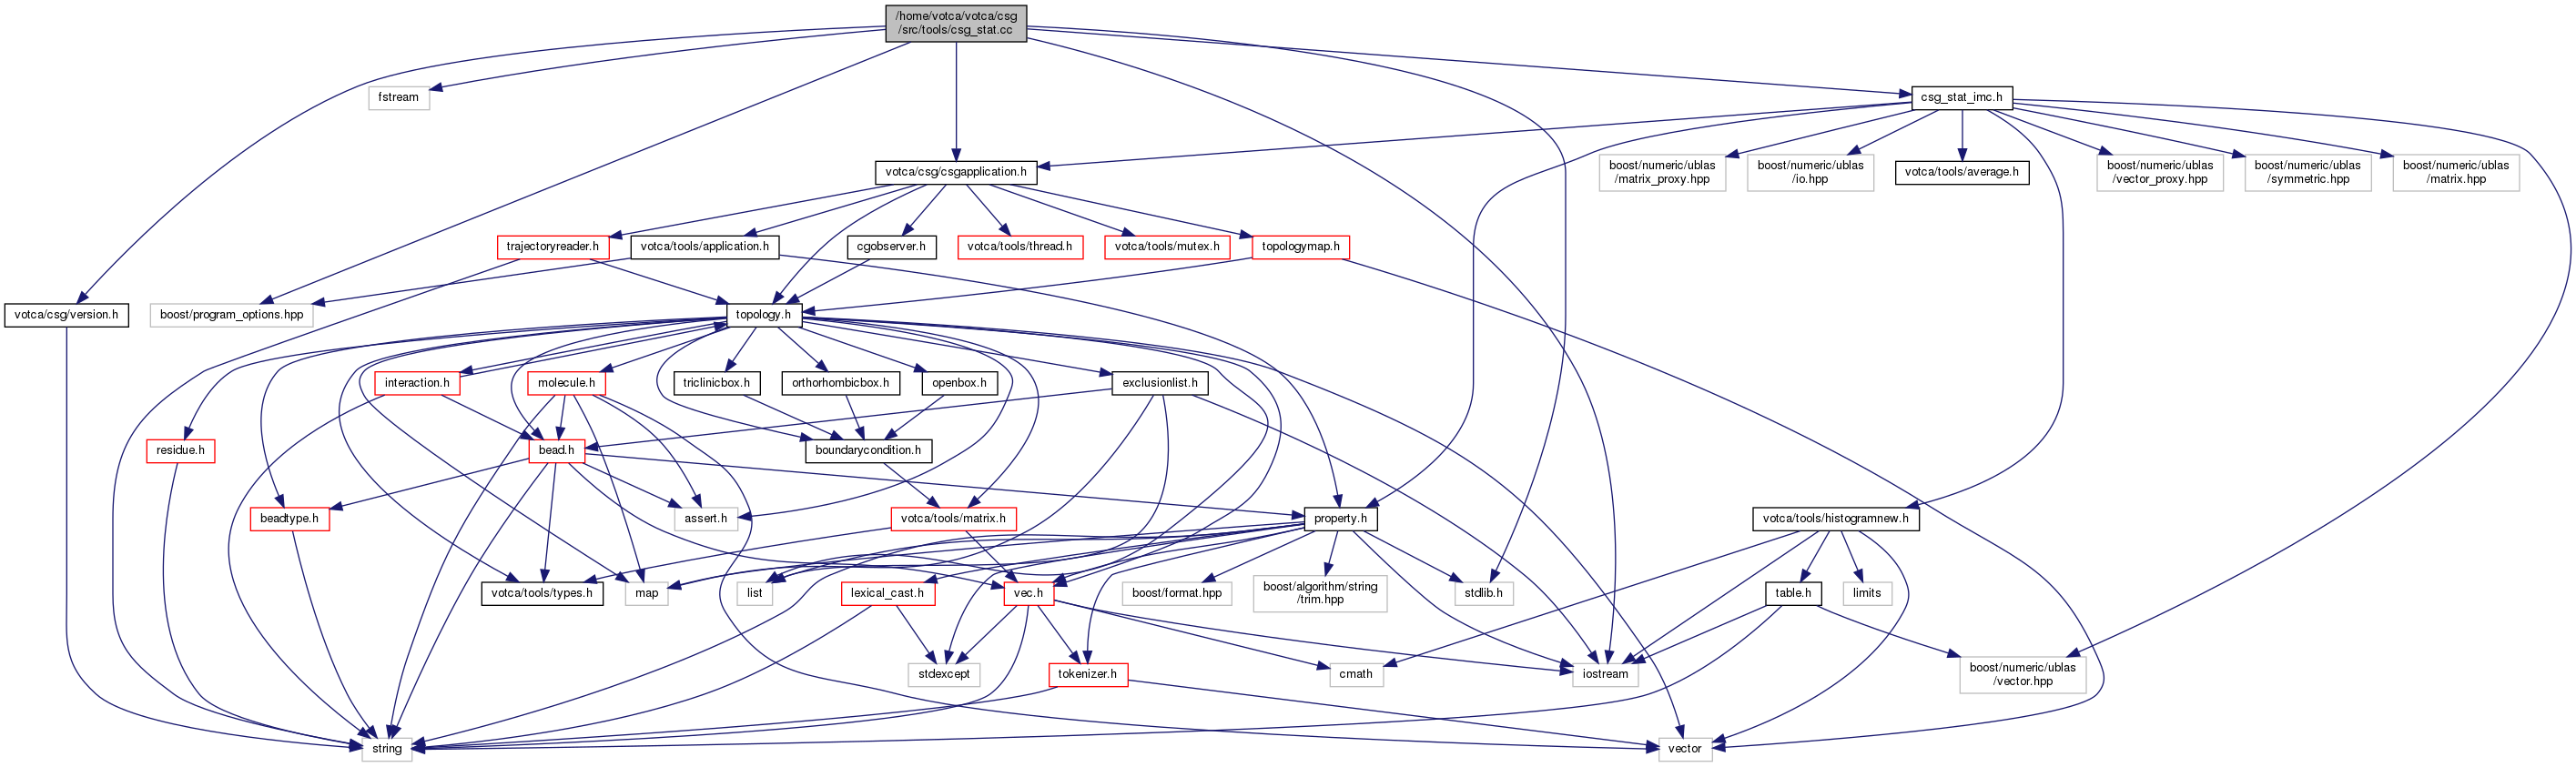 /home/votca/votca/csg
/src/tools/csg_stat.cc
fstream
csg_stat_imc.h
votca/csg/csgapplication.h
boost/numeric/ublas
/matrix_proxy.hpp
boost/numeric/ublas
/io.hpp
votca/tools/average.h
boost/numeric/ublas
/vector_proxy.hpp
boost/numeric/ublas
/symmetric.hpp
boost/numeric/ublas
/matrix.hpp
trajectoryreader.h
votca/tools/application.h
cgobserver.h
votca/tools/thread.h
votca/tools/mutex.h
topologymap.h
votca/csg/version.h
boost/program_options.hpp
topology.h
interaction.h
molecule.h
triclinicbox.h
orthorhombicbox.h
openbox.h
exclusionlist.h
residue.h
bead.h
boundarycondition.h
beadtype.h
assert.h
votca/tools/matrix.h
property.h
votca/tools/histogramnew.h
votca/tools/types.h
map
list
lexical_cast.h
vec.h
boost/format.hpp
boost/algorithm/string
/trim.hpp
stdlib.h
table.h
limits
stdexcept
tokenizer.h
cmath
iostream
boost/numeric/ublas
/vector.hpp
string
vector